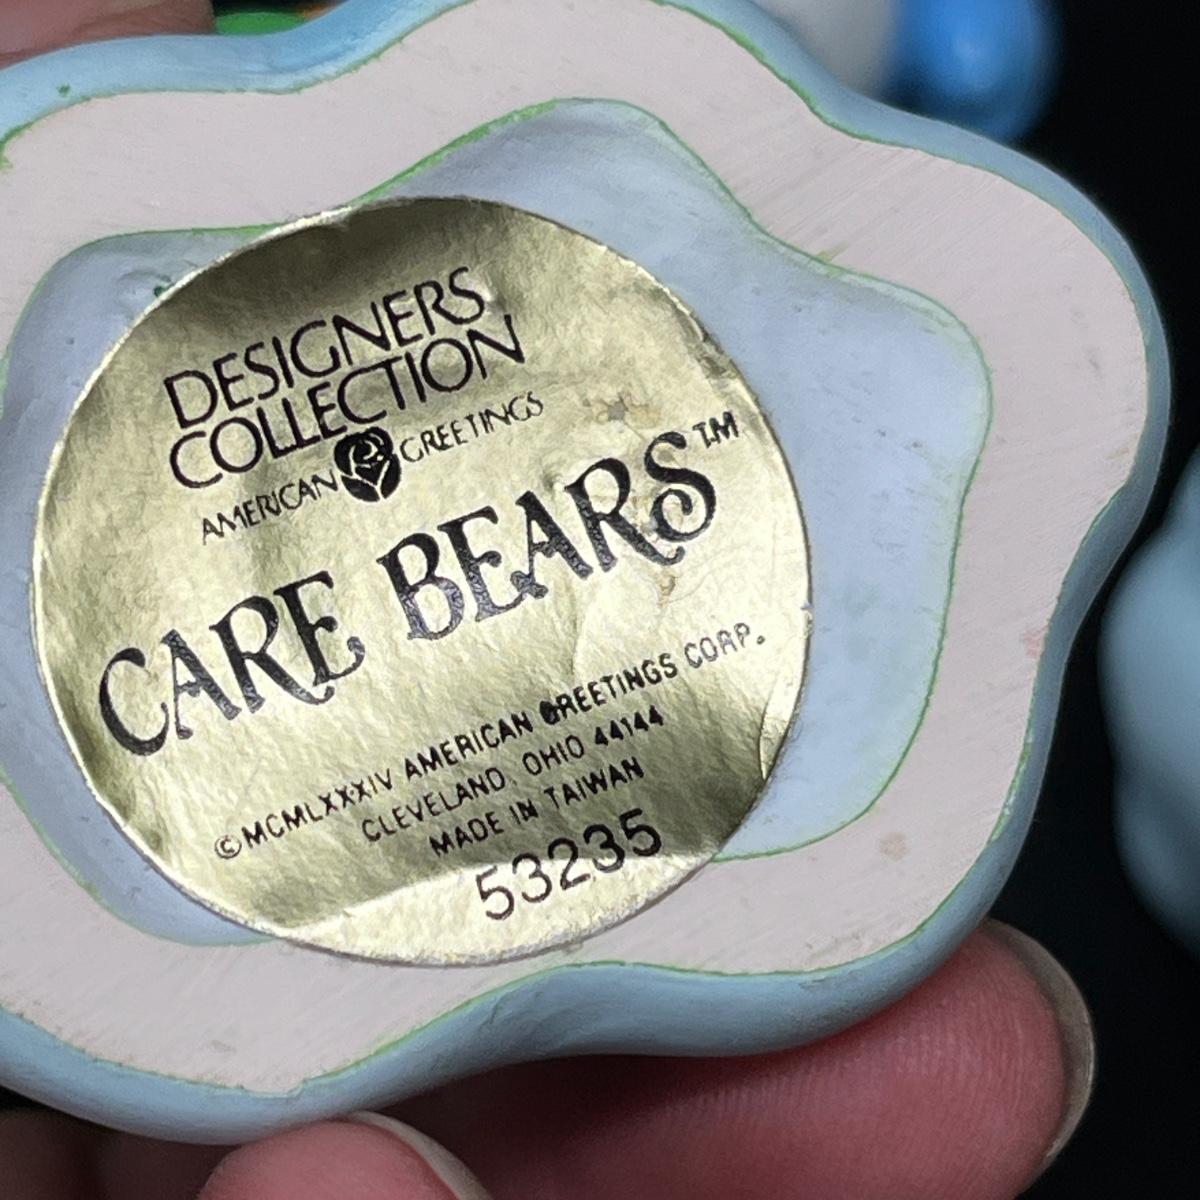 DESIGNERS
COLLECTION
AMERICAN GREETINGS
CARE BEARS™
©MCMLXXXIV AMERICAN GREETINGS CORP.
CLEVELAND, OHIO 44144
MADE IN TAIWAN
53235